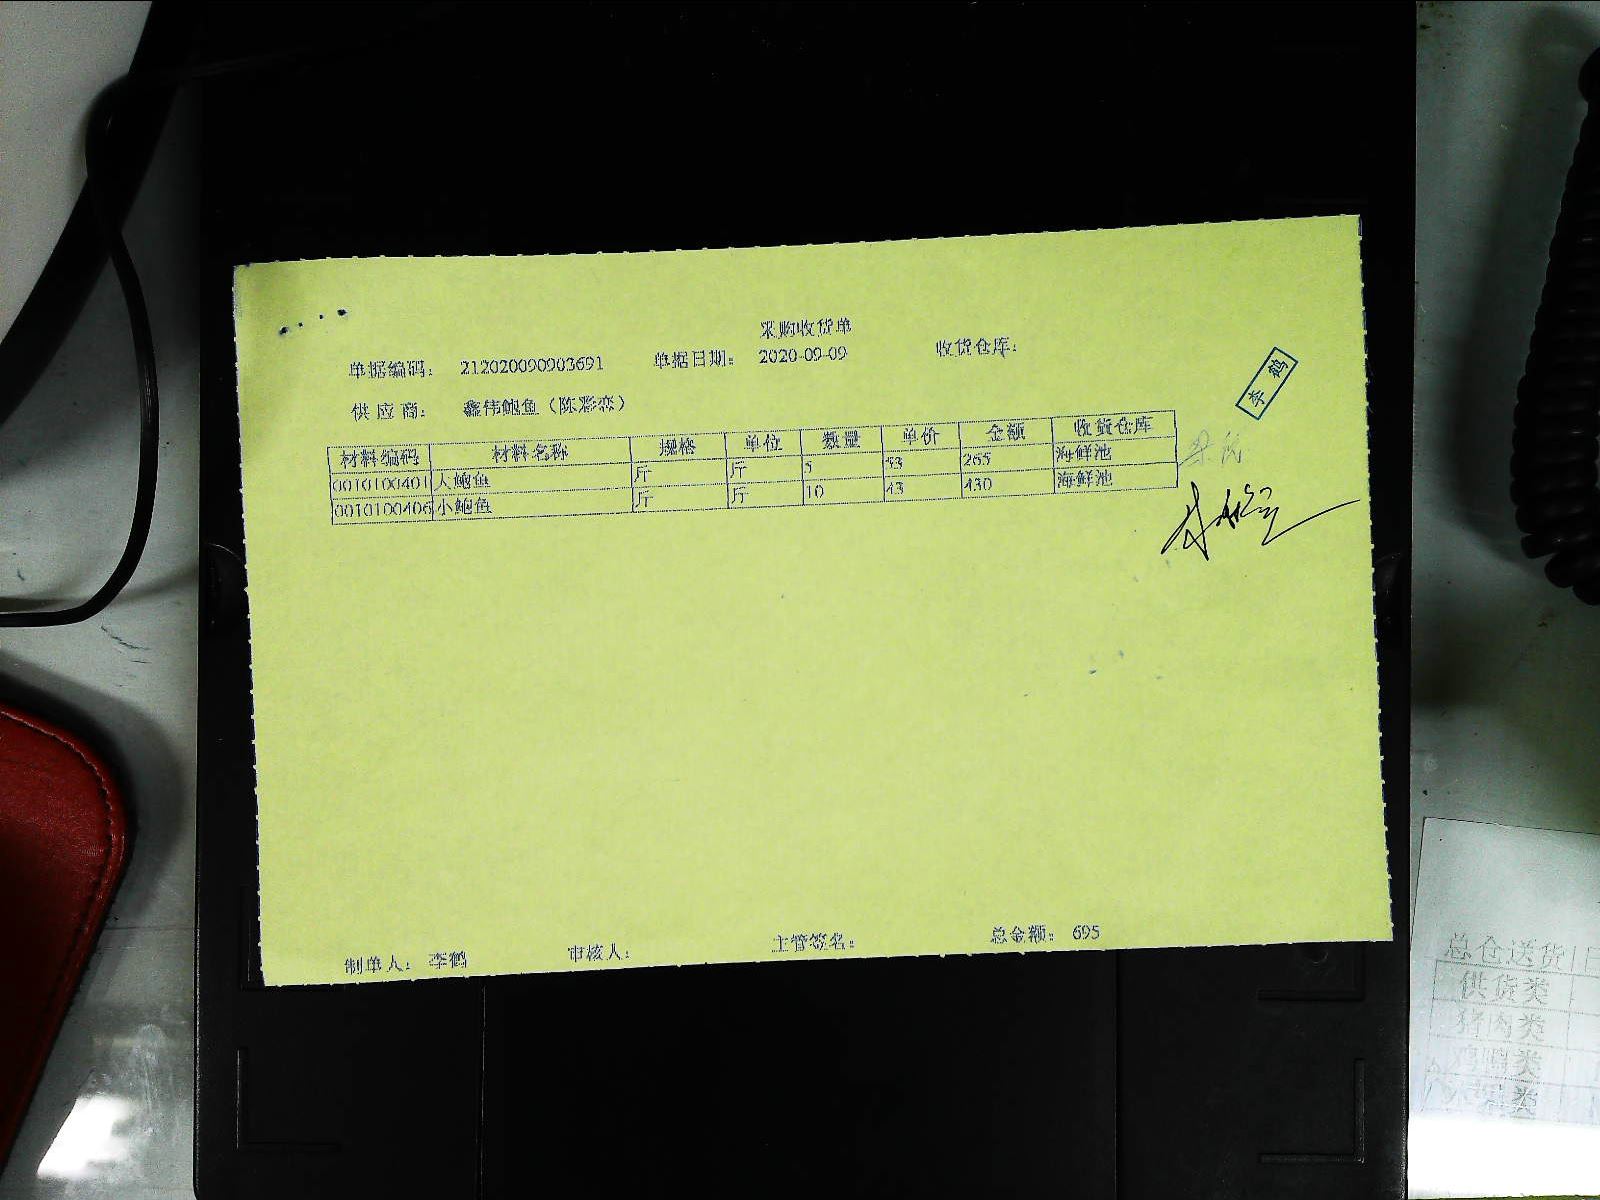 采购收货单
单据编码： 212020090903691 单据日期： 2020-09-09 收货仓库：
供应商： 鑫伟鲍鱼（陈彩恋）
李鹤
材料编码 材料名称 规格 单位 数量 单价 金额 收货仓库
0010100401 大鲍鱼 斤 斤 5 53 265 海鲜池
0010100406 小鲍鱼 斤 斤 10 43 430 海鲜池
制单人： 李鹤 审核人： 主管签名： 总金额： 695
总仓送货 日
供货类
猪肉类
鸡鸭类